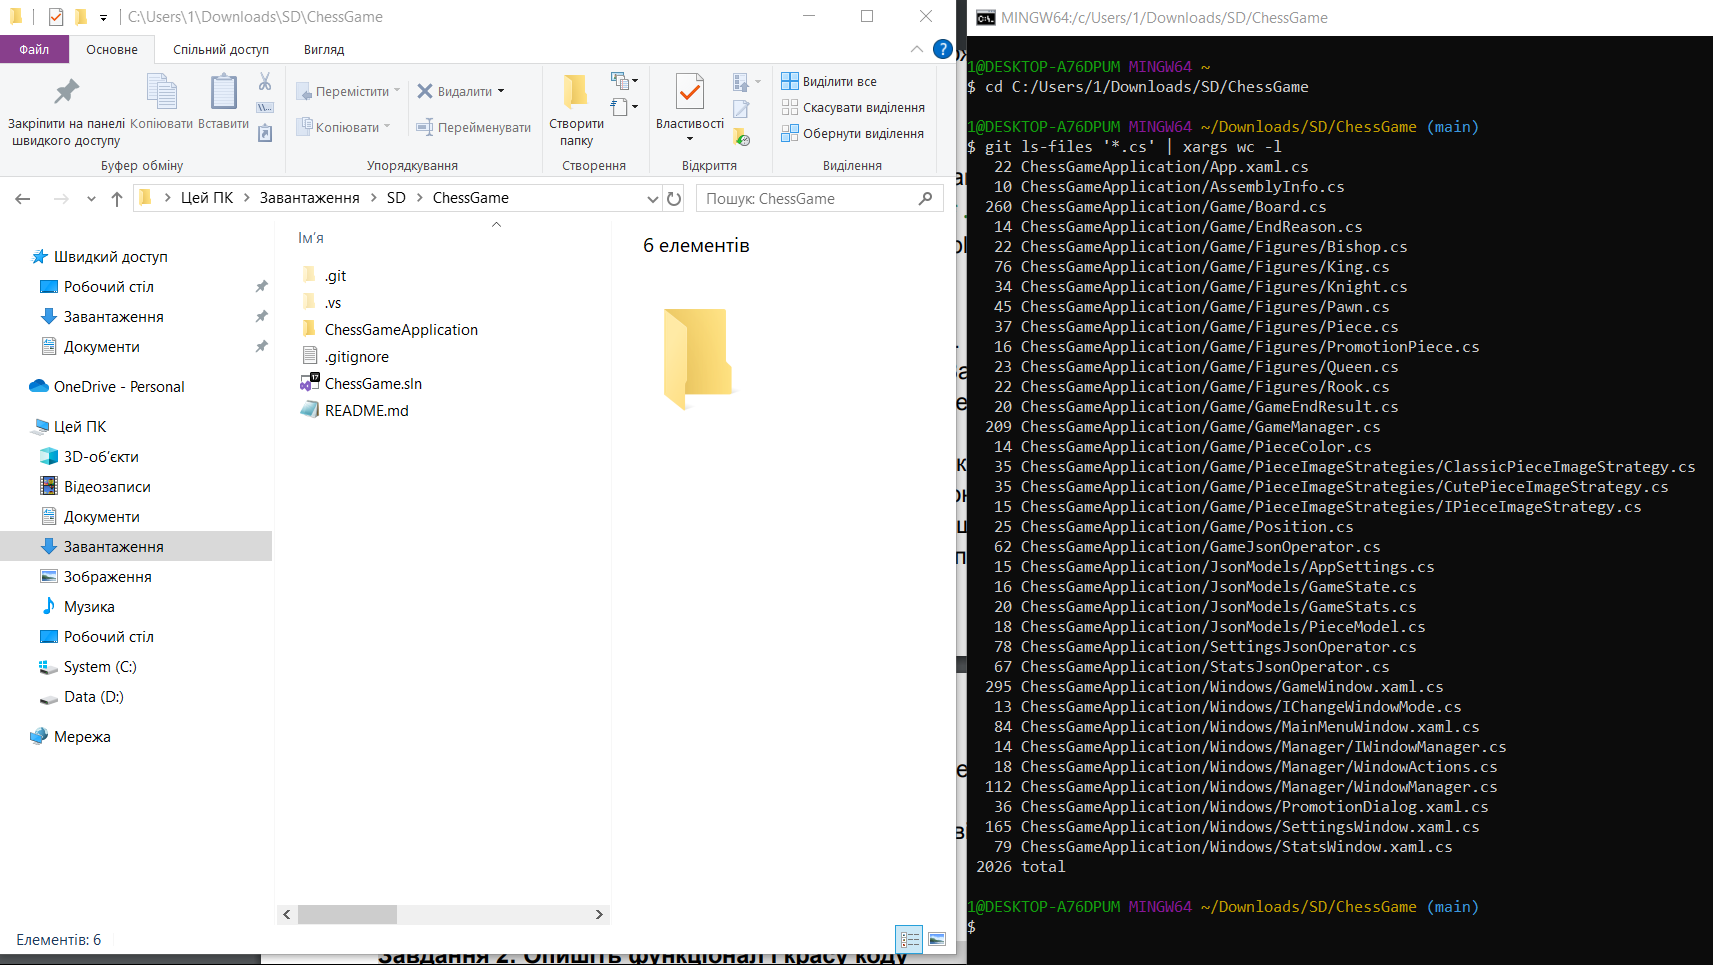 C:\Users\1\Downloads\SD\ChessGame
Файл
Основне
Спільний доступ
Вигляд
Закріпити на панелі
швидкого доступу
Копіювати
Вставити
Буфер обміну
Перемістити
Копіювати
Видалити
Перейменувати
Упорядкування
Створити
папку
Створення
Властивості
Відкриття
Виділити все
Скасувати виділення
Обернути виділення
Виділення
Цей ПК
Завантаження
SD
ChessGame
Пошук: ChessGame
Швидкий доступ
Робочий стіл
Завантаження
Документи
OneDrive - Personal
Цей ПК
3D-об'єкти
Відеозаписи
Документи
Завантаження
Зображення
Музика
Робочий стіл
System (C:)
Data (D:)
Мережа
Ім'я
.git
.vs
ChessGameApplication
.gitignore
ChessGame.sln
README.md
6 елементів
Елементів: 6
Завдання 2. Опишіть функціонал і красу коду
MINGW64:/c/Users/1/Downloads/SD/ChessGame
1@DESKTOP-A76DPUM MINGW64 ~
$ cd C:/Users/1/Downloads/SD/ChessGame
1@DESKTOP-A76DPUM MINGW64 ~/Downloads/SD/ChessGame (main)
$ git ls-files '*.cs' | xargs wc -l
22 ChessGameApplication/App.xaml.cs
10 ChessGameApplication/AssemblyInfo.cs
260 ChessGameApplication/Game/Board.cs
14 ChessGameApplication/Game/EndReason.cs
22 ChessGameApplication/Game/Figures/Bishop.cs
76 ChessGameApplication/Game/Figures/King.cs
34 ChessGameApplication/Game/Figures/Knight.cs
45 ChessGameApplication/Game/Figures/Pawn.cs
37 ChessGameApplication/Game/Figures/Piece.cs
16 ChessGameApplication/Game/Figures/PromotionPiece.cs
23 ChessGameApplication/Game/Figures/Queen.cs
22 ChessGameApplication/Game/Figures/Rook.cs
20 ChessGameApplication/Game/GameEndResult.cs
209 ChessGameApplication/Game/GameManager.cs
14 ChessGameApplication/Game/PieceColor.cs
35 ChessGameApplication/Game/PieceImageStrategies/ClassicPieceImageStrategy.cs
35 ChessGameApplication/Game/PieceImageStrategies/CutePieceImageStrategy.cs
15 ChessGameApplication/Game/PieceImageStrategies/IPieceImageStrategy.cs
25 ChessGameApplication/Game/Position.cs
62 ChessGameApplication/GameJsonOperator.cs
15 ChessGameApplication/JsonModels/AppSettings.cs
16 ChessGameApplication/JsonModels/GameState.cs
20 ChessGameApplication/JsonModels/GameStats.cs
18 ChessGameApplication/JsonModels/PieceModel.cs
78 ChessGameApplication/SettingsJsonOperator.cs
67 ChessGameApplication/StatsJsonOperator.cs
295 ChessGameApplication/Windows/GameWindow.xaml.cs
13 ChessGameApplication/Windows/IChangeWindowMode.cs
84 ChessGameApplication/Windows/MainMenuWindow.xaml.cs
14 ChessGameApplication/Windows/Manager/IWindowManager.cs
18 ChessGameApplication/Windows/Manager/WindowActions.cs
112 ChessGameApplication/Windows/Manager/WindowManager.cs
36 ChessGameApplication/Windows/PromotionDialog.xaml.cs
165 ChessGameApplication/Windows/SettingsWindow.xaml.cs
79 ChessGameApplication/Windows/StatsWindow.xaml.cs
2026 total
1@DESKTOP-A76DPUM MINGW64 ~/Downloads/SD/ChessGame (main)
$